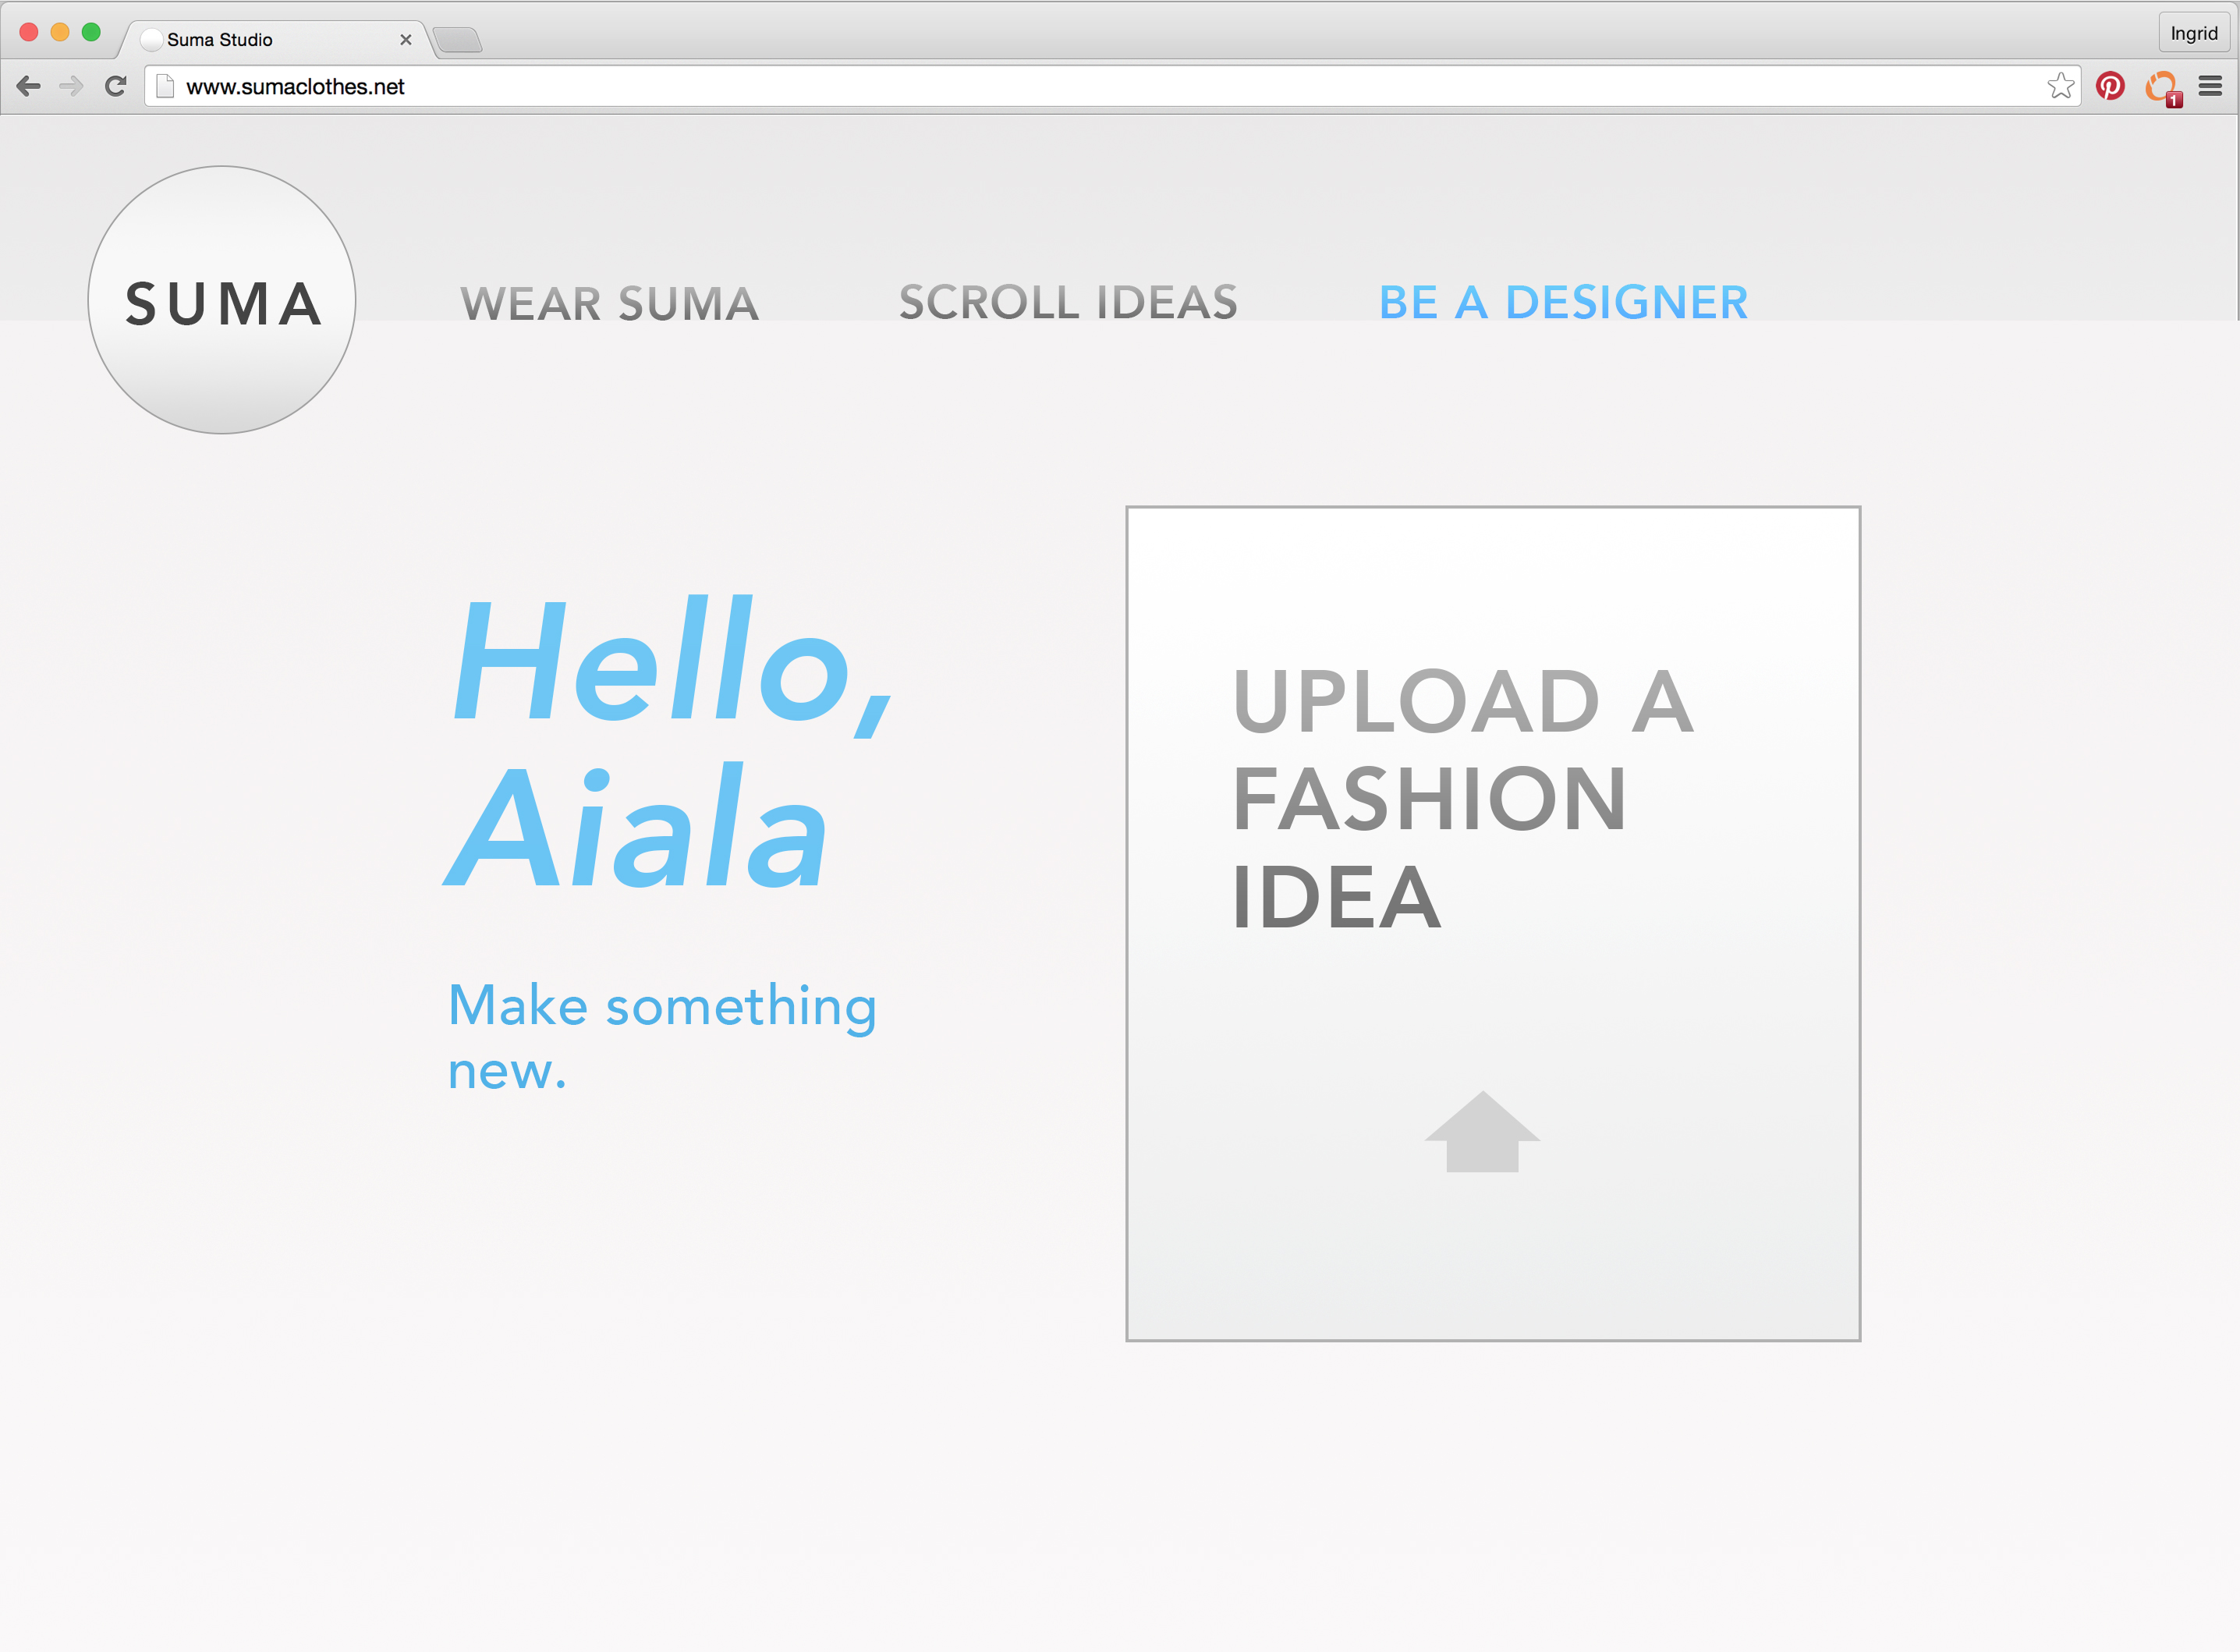 Suma Studio
Ingrid
www.sumaclothes.net
1
SUMA
WEAR SUMA
SCROLL IDEAS
BE A DESIGNER
Hello,
Aiala
Make something
new.
UPLOAD A
FASHION
IDEA